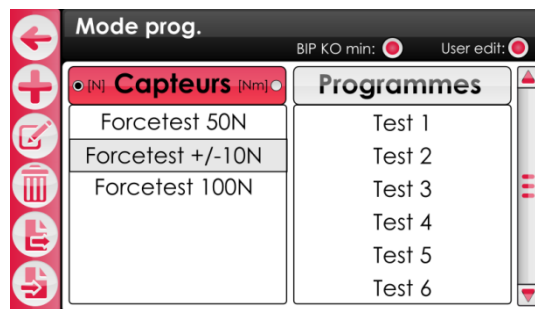 Mode prog.
BIP KO min: User edit:
[N] Capteurs [Nm]
Programmes
Forcetest 50N
Forcetest +/-10N
Forcetest 100N
Test 1
Test 2
Test 3
Test 4
Test 5
Test 6